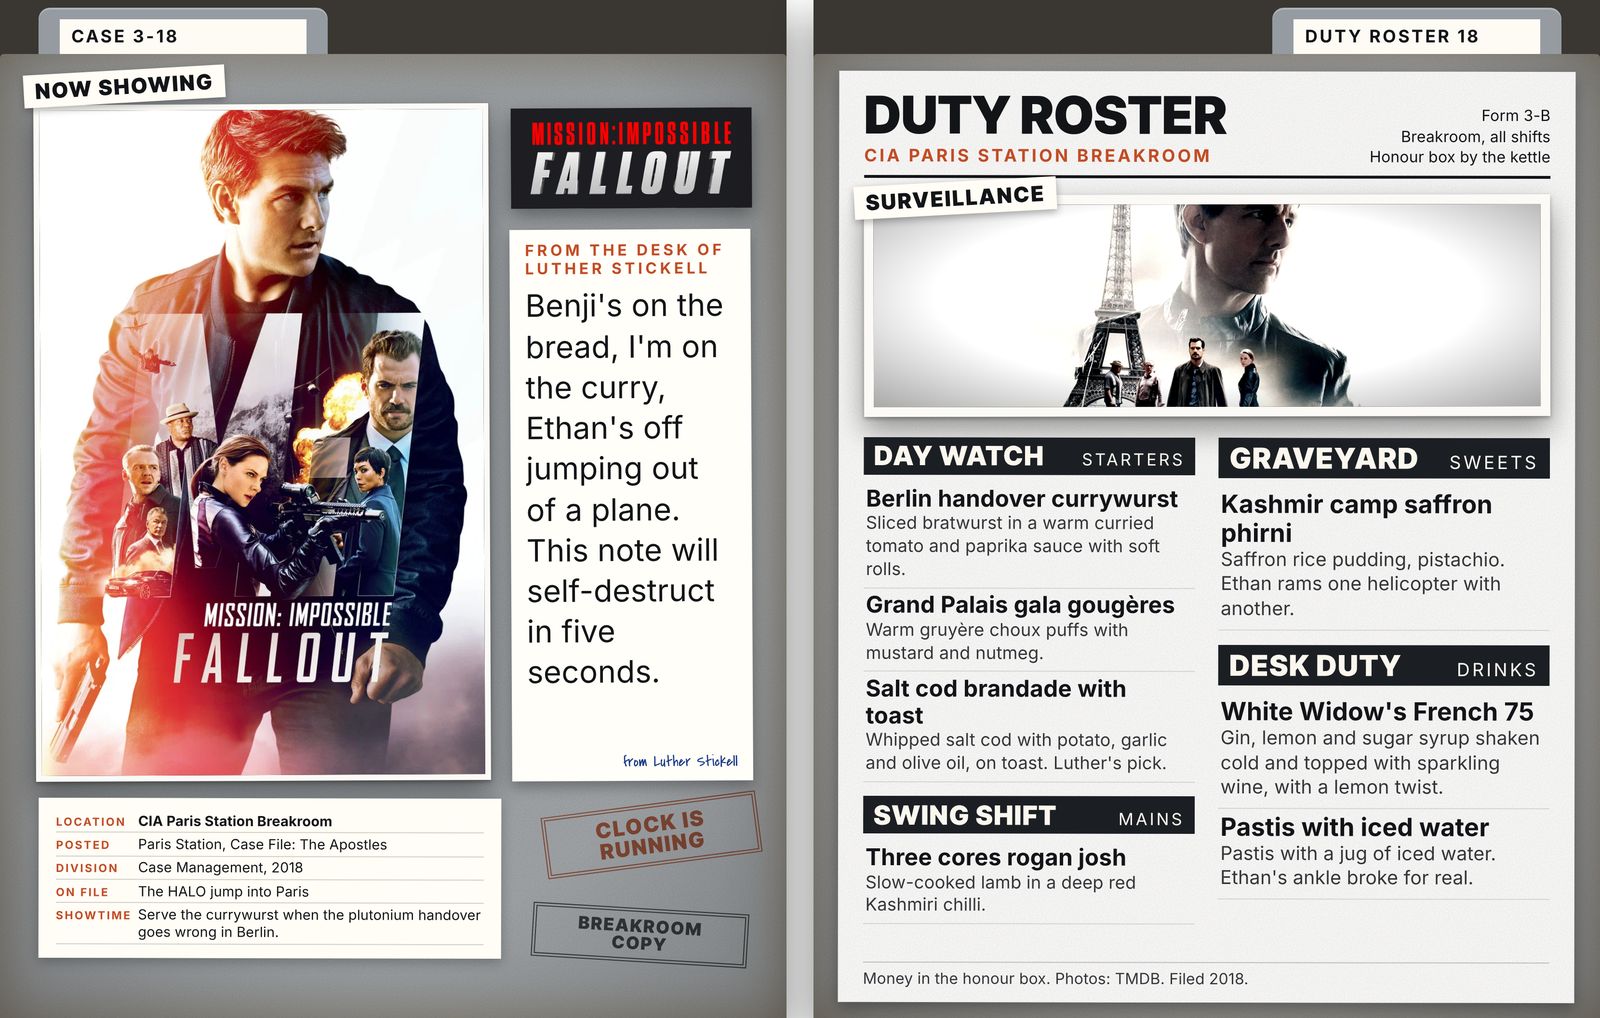 CASE 3-18
NOW SHOWING
MISSION: IMPOSSIBLE
FALLOUT
MISSION:IMPOSSIBLE
FALLOUT
FROM THE DESK OF
LUTHER STICKELL
Benji's on the
bread, I'm on
the curry,
Ethan's off
jumping out
of a plane.
This note will
self-destruct
in five
seconds.
from Luther Stickell
LOCATION CIA Paris Station Breakroom
POSTED Paris Station, Case File: The Apostles
DIVISION Case Management, 2018
ON FILE The HALO jump into Paris
SHOWTIME Serve the currywurst when the plutonium handover
goes wrong in Berlin.
CLOCK IS
RUNNING
BREAKROOM
COPY
DUTY ROSTER 18
DUTY ROSTER
CIA PARIS STATION BREAKROOM
Form 3-B
Breakroom, all shifts
Honour box by the kettle
SURVEILLANCE
DAY WATCH STARTERS
Berlin handover currywurst
Sliced bratwurst in a warm curried
tomato and paprika sauce with soft
rolls.
Grand Palais gala gougères
Warm gruyère choux puffs with
mustard and nutmeg.
Salt cod brandade with
toast
Whipped salt cod with potato, garlic
and olive oil, on toast. Luther's pick.
SWING SHIFT MAINS
Three cores rogan josh
Slow-cooked lamb in a deep red
Kashmiri chilli.
GRAVEYARD SWEETS
Kashmir camp saffron
phirni
Saffron rice pudding, pistachio.
Ethan rams one helicopter with
another.
DESK DUTY DRINKS
White Widow's French 75
Gin, lemon and sugar syrup shaken
cold and topped with sparkling
wine, with a lemon twist.
Pastis with iced water
Pastis with a jug of iced water.
Ethan's ankle broke for real.
Money in the honour box. Photos: TMDB. Filed 2018.